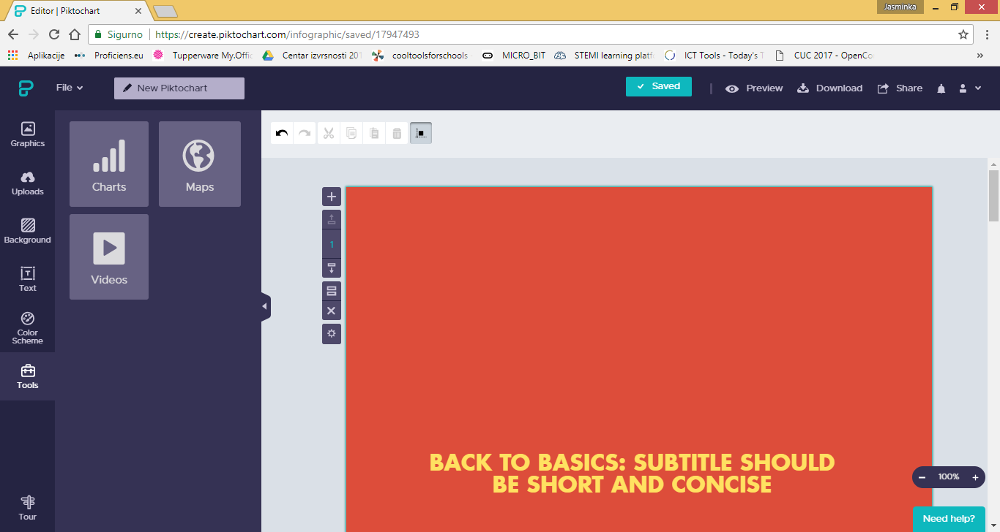 Editor | Piktochart
Jasminka
Sigurno
https://create.piktochart.com/infographic/saved/17947493
Aplikacije
Proficiens.eu
Tupperware My.Offic
Centar izvrsnosti 201
cooltoolsforschools
MICRO_BIT
STEMI learning platf
ICT Tools - Today's T
CUC 2017 - OpenCo
»
File
New Piktochart
Saved
Preview
Download
Share
Graphics
Uploads
Background
Text
Color
Scheme
Tools
Tour
Charts
Maps
Videos
1
BACK TO BASICS: SUBTITLE SHOULD
BE SHORT AND CONCISE
100%
Need help?